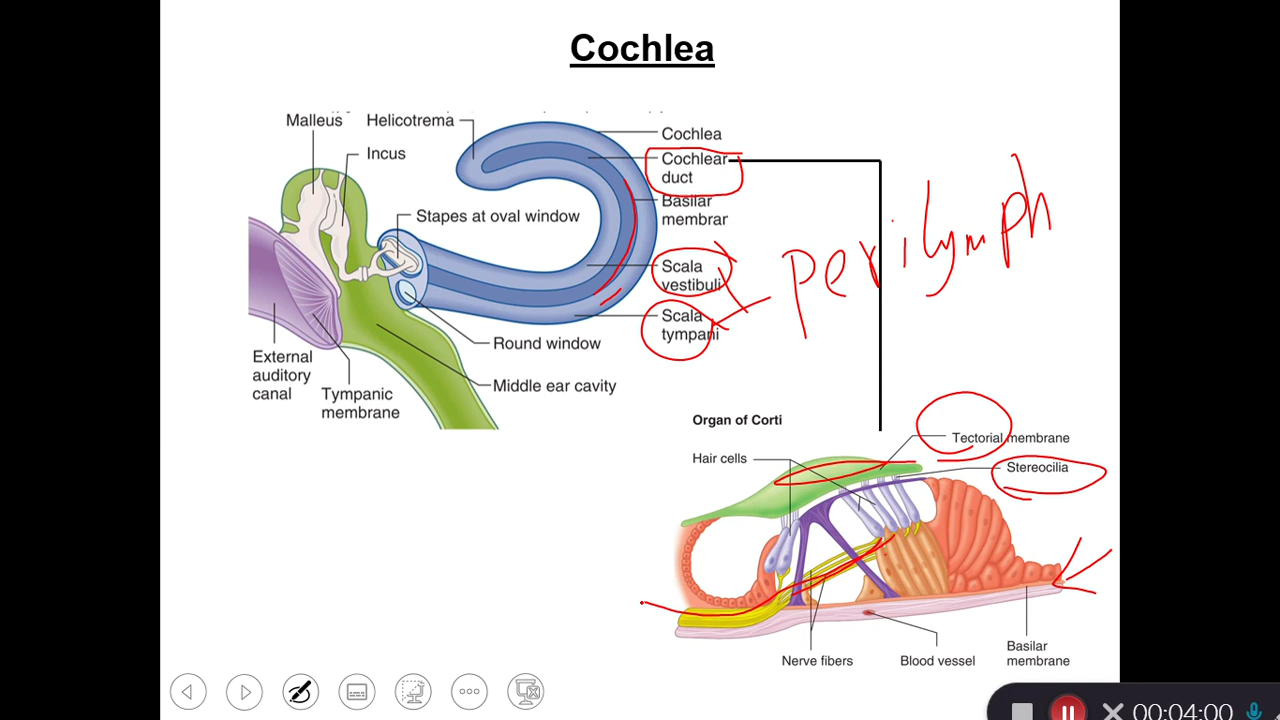 Cochlea
Malleus
Helicotrema
Incus
Stapes at oval window
Cochlea
Cochlear
duct
Basilar
membrar
Scala
vestibuli
Scala
tympani
perilymph
Round window
Middle ear cavity
External
auditory
canal
Tympanic
membrane
Organ of Corti
Tectorial membrane
Hair cells
Stereocilia
Nerve fibers
Blood vessel
Basilar
membrane
00:04:00